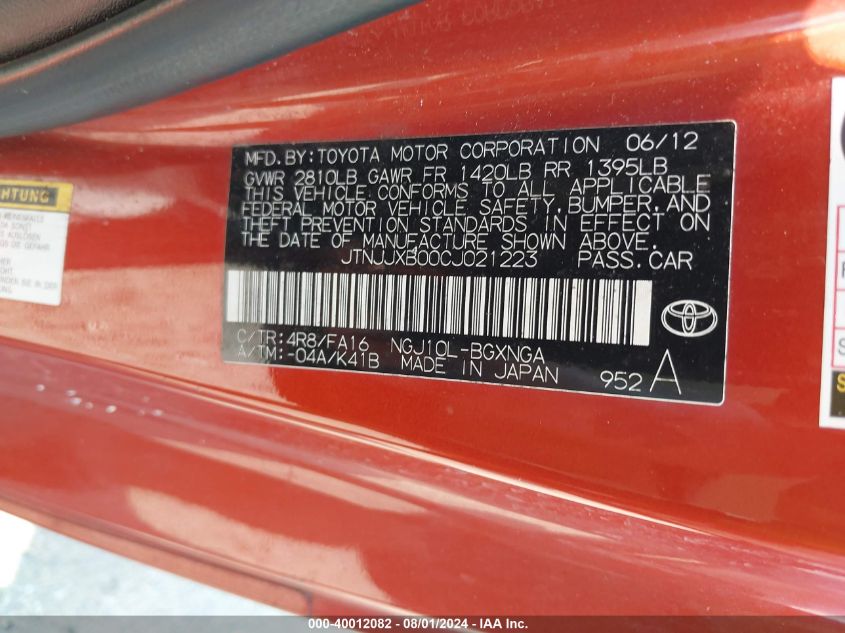 MFD. BY: TOYOTA MOTOR CORPORATION 06/12
GVWR 2810LB GAWR FR 1420LB RR 1395LB
THIS VEHICLE CONFORMS TO ALL APPLICABLE
FEDERAL MOTOR VEHICLE SAFETY, BUMPER, AND
THEFT PREVENTION STANDARDS IN EFFECT ON
THE DATE OF MANUFACTURE SHOWN ABOVE.
JTNJJXB00CJ021223 PASS. CAR
C/TR: 4R8/FA16 NGJ10L-BGXNGA
A/TM: -04A/K41B MADE IN JAPAN 952 A
TOYOTA
000-40012082 - 08/01/2024 - IAA Inc.